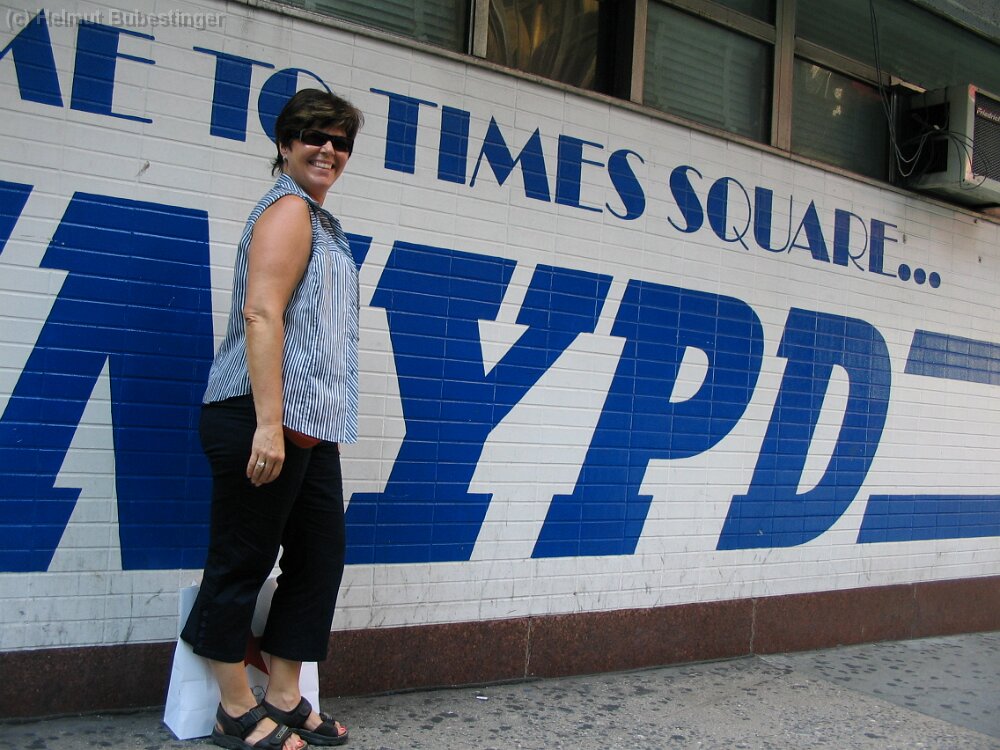 (c) Helmut Bubestinger
ME TO TIMES SQUARE...
NYPD